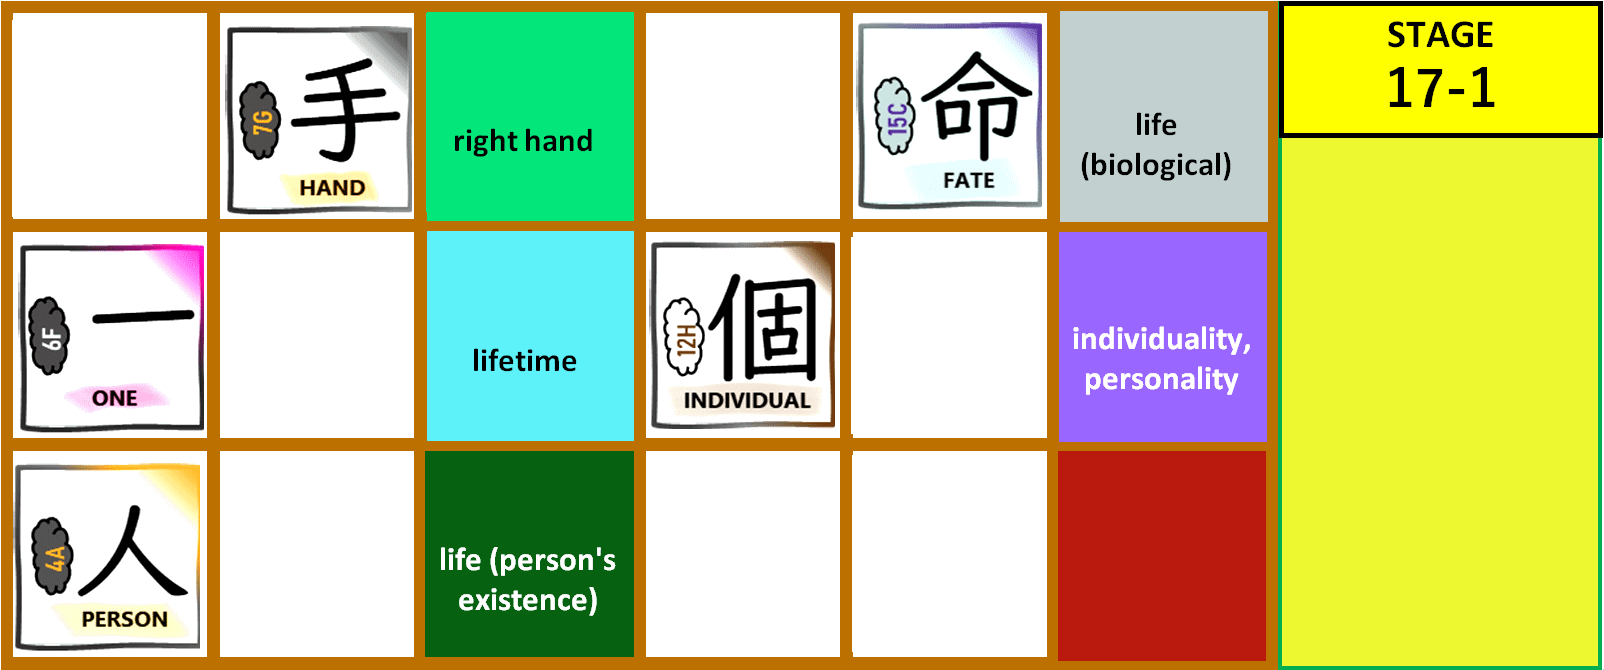 7G
手
HAND
right hand
15C
命
FATE
life
(biological)
STAGE
17-1
6F
一
ONE
lifetime
12H
個
INDIVIDUAL
individuality,
personality
4A
人
PERSON
life (person's
existence)